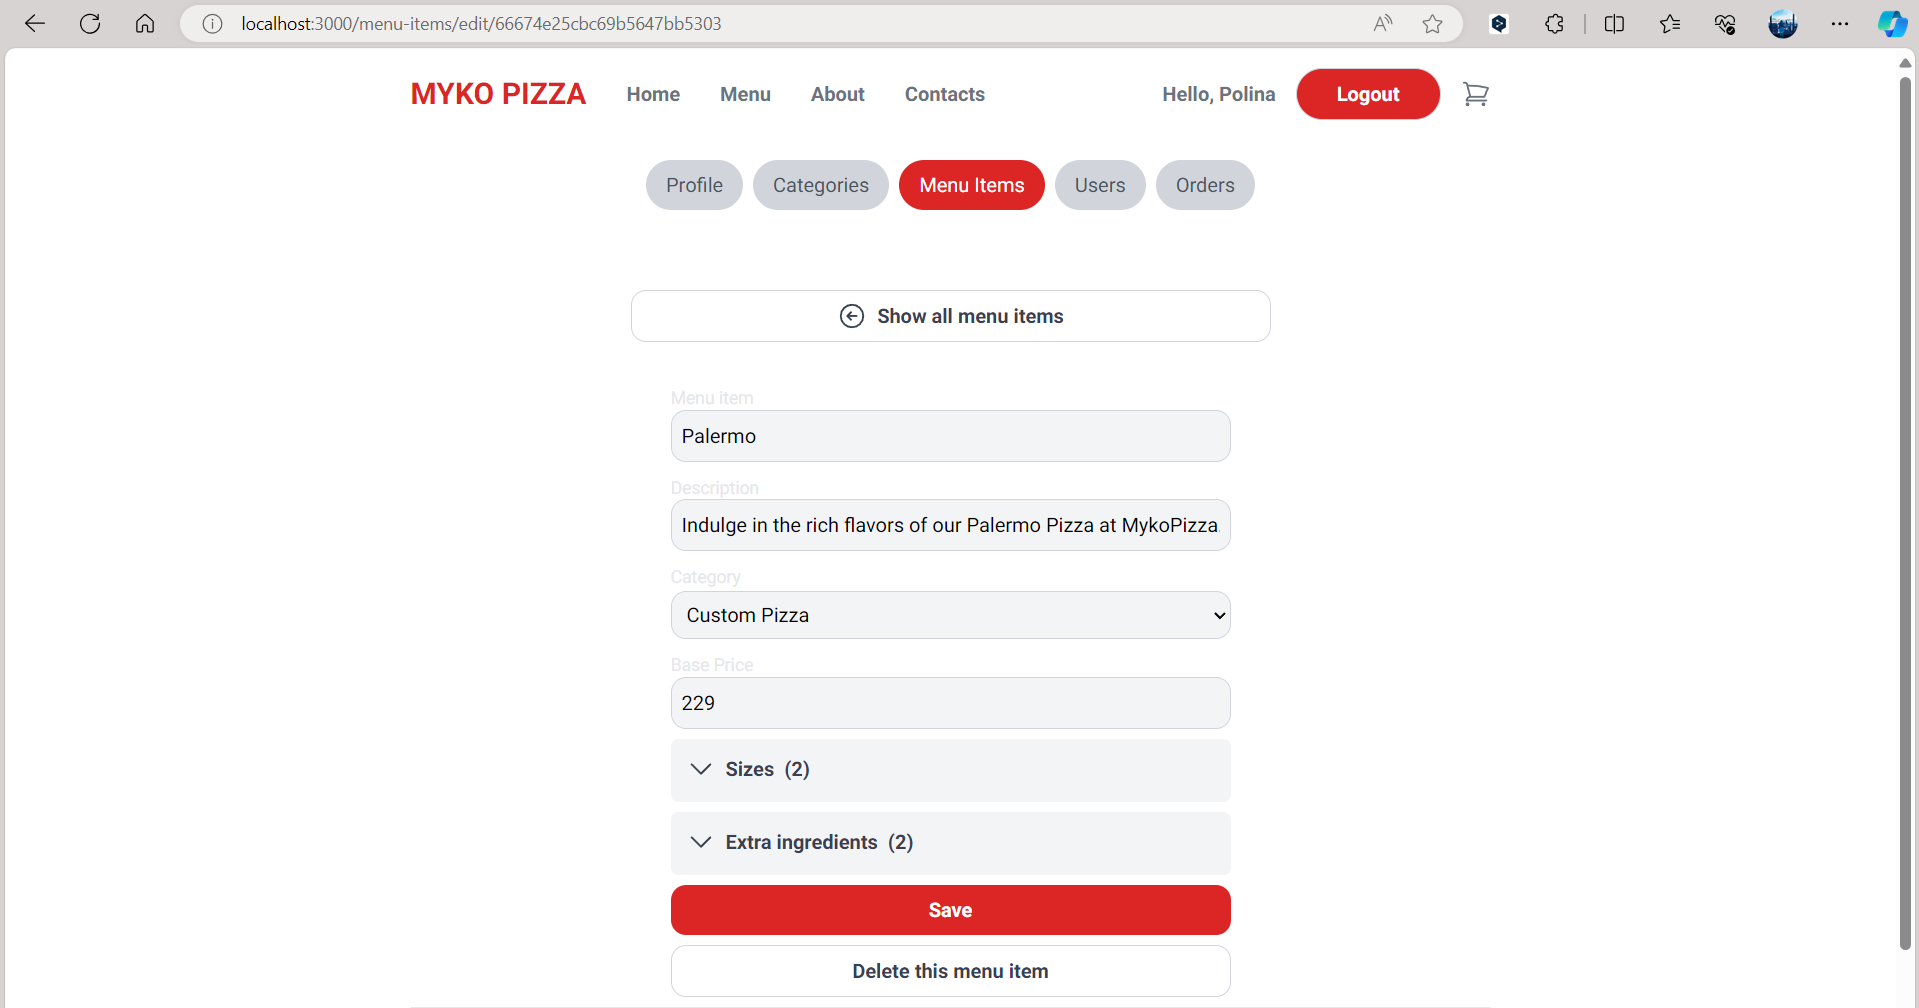 localhost:3000/menu-items/edit/66674e25cbc69b5647bb5303
MYKO PIZZA Home Menu About Contacts Hello, Polina Logout
Profile Categories Menu Items Users Orders
Show all menu items
Menu item
Palermo
Description
Indulge in the rich flavors of our Palermo Pizza at MykoPizza.
Category
Custom Pizza
Base Price
229
Sizes (2)
Extra ingredients (2)
Save
Delete this menu item